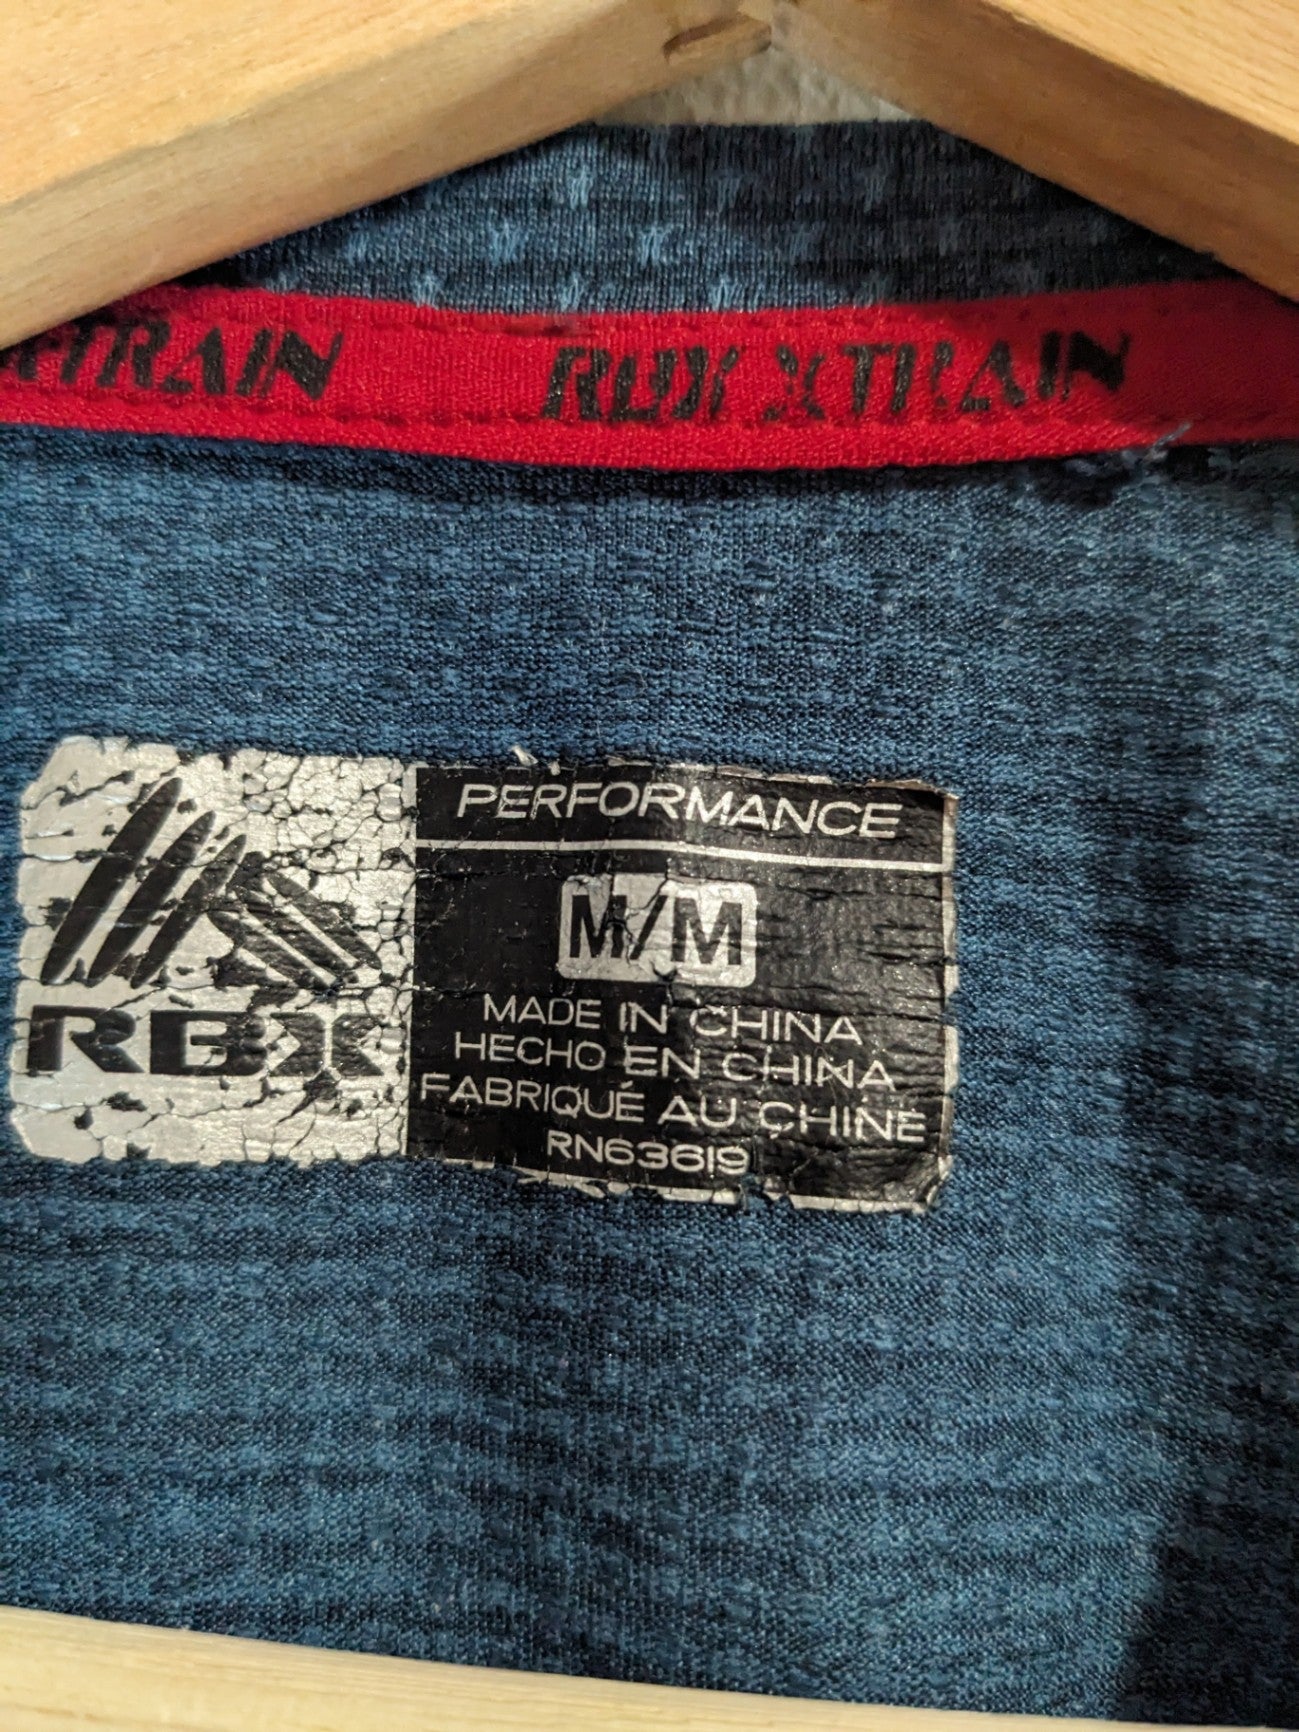 XTRAIN RBX XTRAIN
RBX
PERFORMANCE
M/M
MADE IN CHINA
HECHO EN CHINA
FABRIQUÉ AU CHINE
RN63619